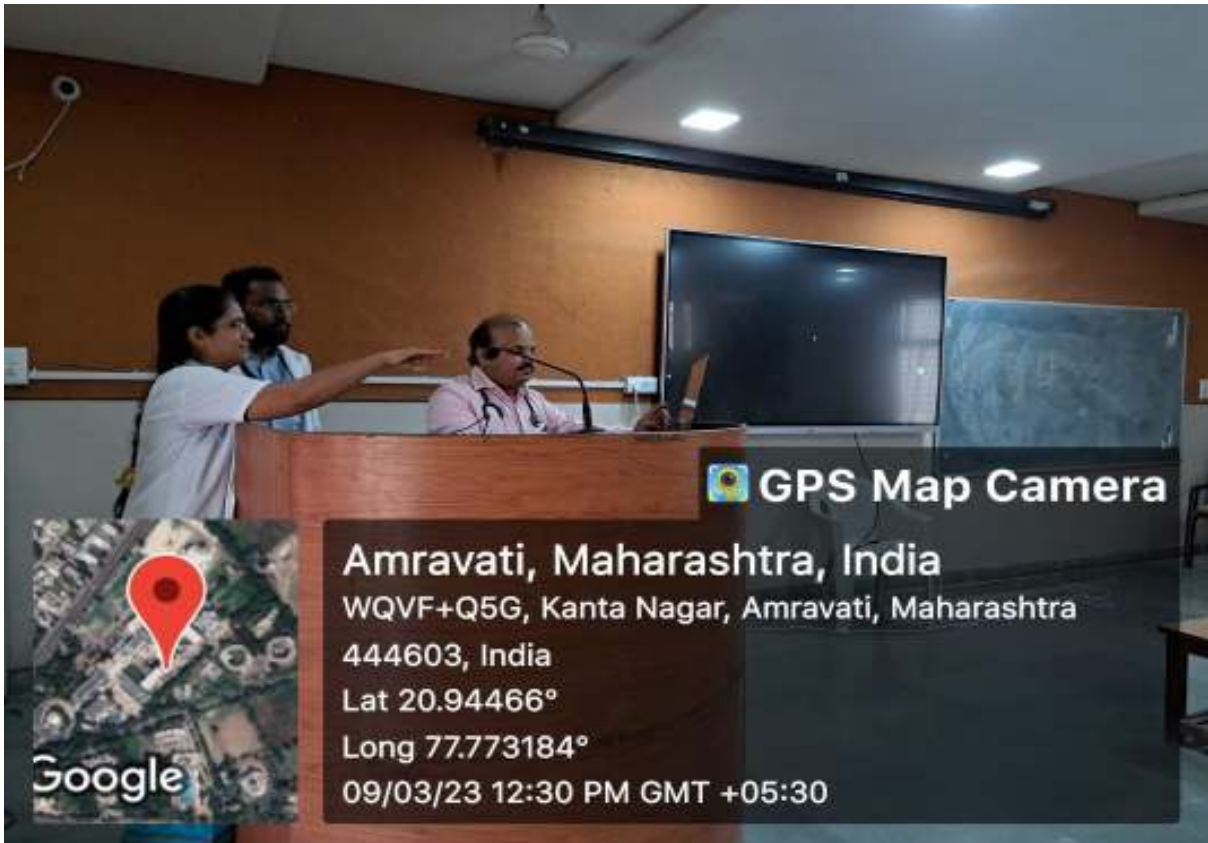 GPS Map Camera
Amravati, Maharashtra, India
WQVF+Q5G, Kanta Nagar, Amravati, Maharashtra
444603, India
Lat 20.94466°
Long 77.773184°
09/03/23 12:30 PM GMT +05:30
Google